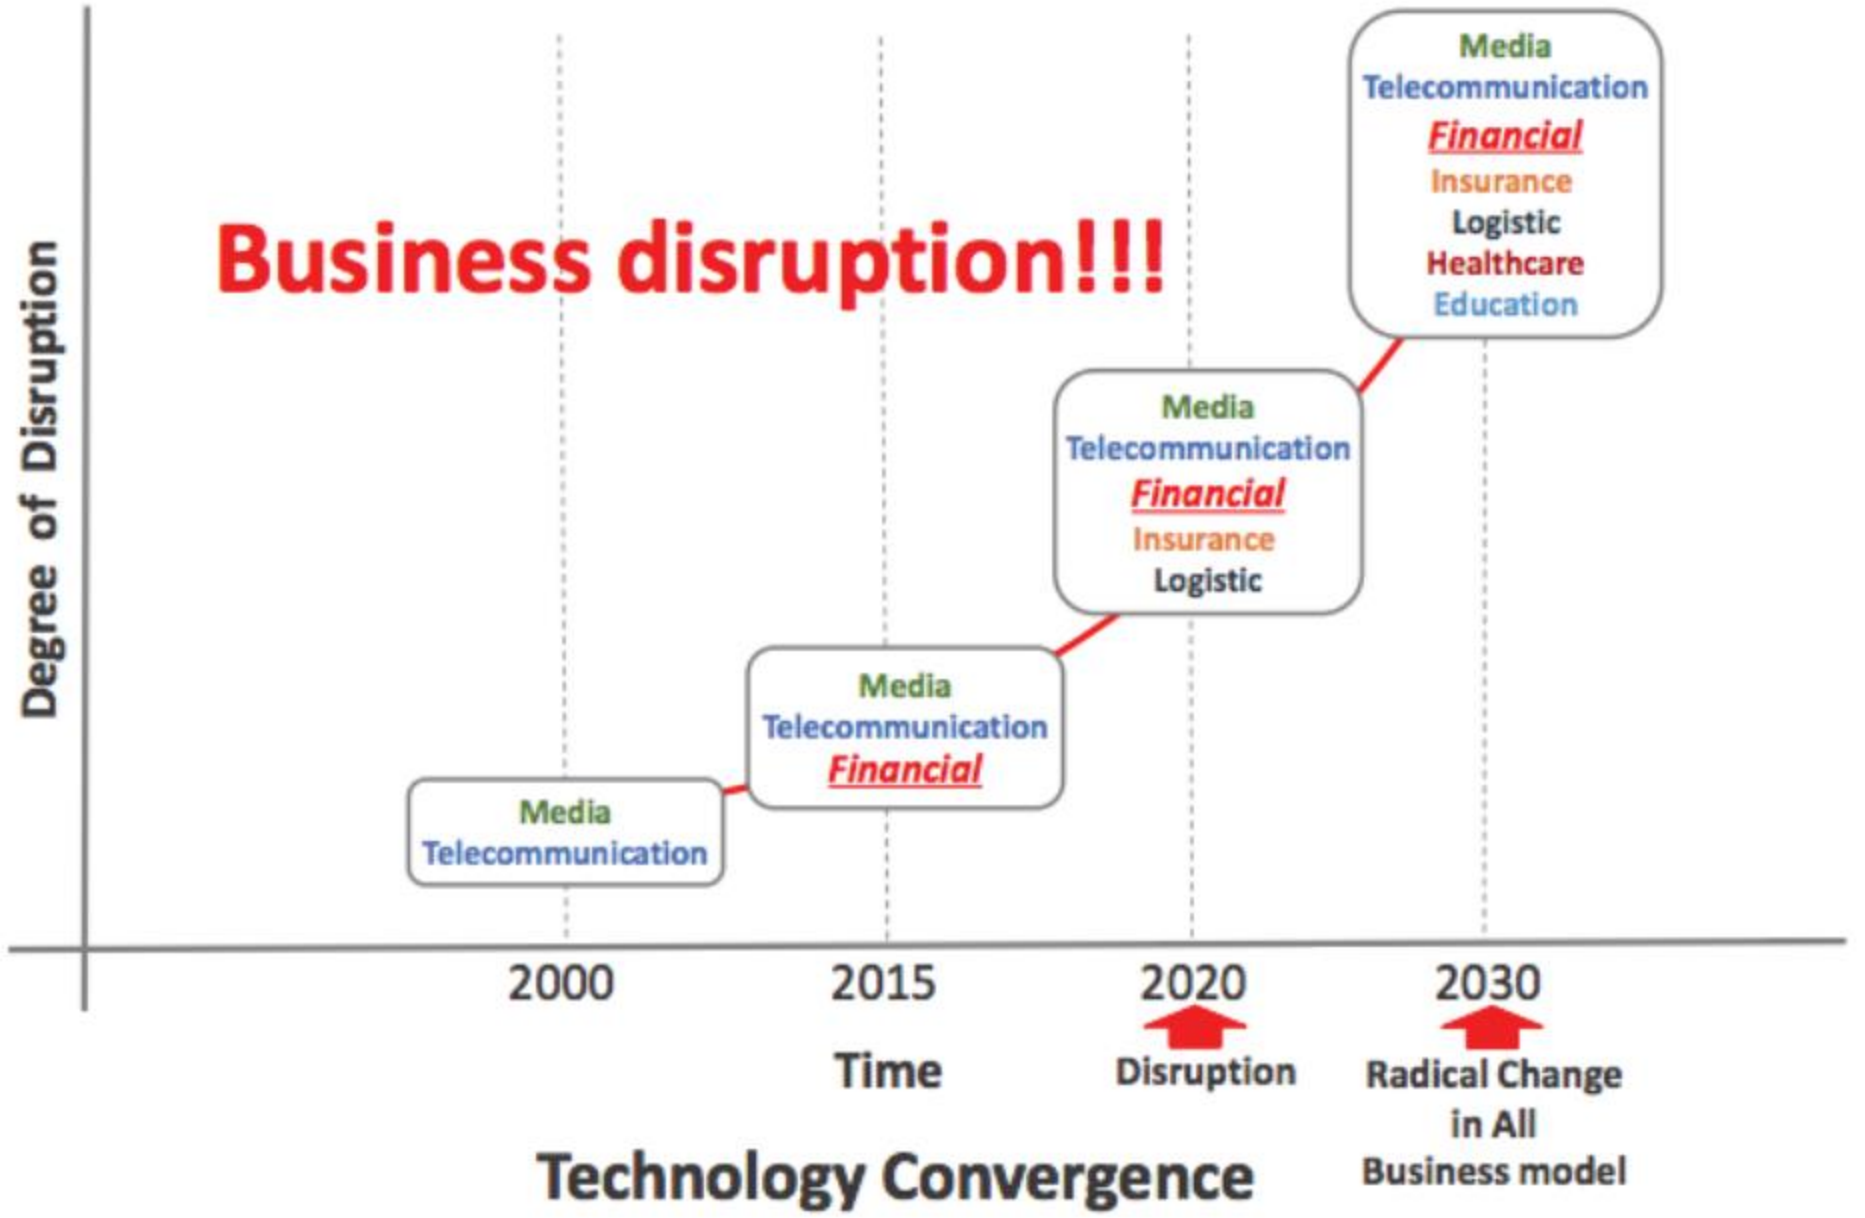 Media
Telecommunication
Financial
Insurance
Logistic
Healthcare
Education
Business disruption!!!
Degree of Disruption
Media
Telecommunication
Financial
Insurance
Logistic
Media
Telecommunication
Financial
Media
Telecommunication
2000
2015
2020
2030
Time
Disruption
Radical Change
in All
Business model
Technology Convergence